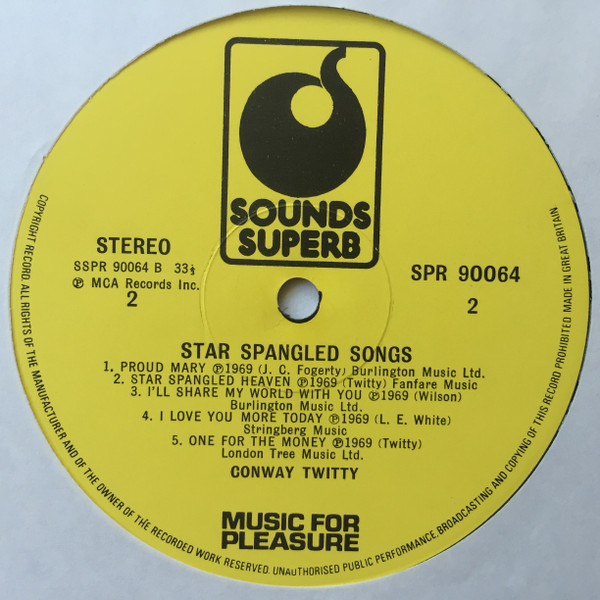 SOUNDS
SUPERB
STEREO
SSPR 90064 B 33⅓
Ⓟ MCA Records Inc.
2
SPR 90064
2
STAR SPANGLED SONGS
1. PROUD MARY Ⓟ1969 (J. C. Fogerty) Burlington Music Ltd.
2. STAR SPANGLED HEAVEN Ⓟ1969 (Twitty) Fanfare Music
3. I'LL SHARE MY WORLD WITH YOU Ⓟ1969 (Wilson)
Burlington Music Ltd.
4. I LOVE YOU MORE TODAY Ⓟ1969 (L. E. White)
Stringberg Music
5. ONE FOR THE MONEY Ⓟ1969 (Twitty)
London Tree Music Ltd.
CONWAY TWITTY
MUSIC FOR
PLEASURE
COPYRIGHT RECORD. ALL RIGHTS OF THE MANUFACTURER AND OF THE OWNER OF THE RECORDED WORK RESERVED. UNAUTHORISED PUBLIC PERFORMANCE, BROADCASTING AND COPYING OF THIS RECORD PROHIBITED MADE IN GREAT BRITAIN